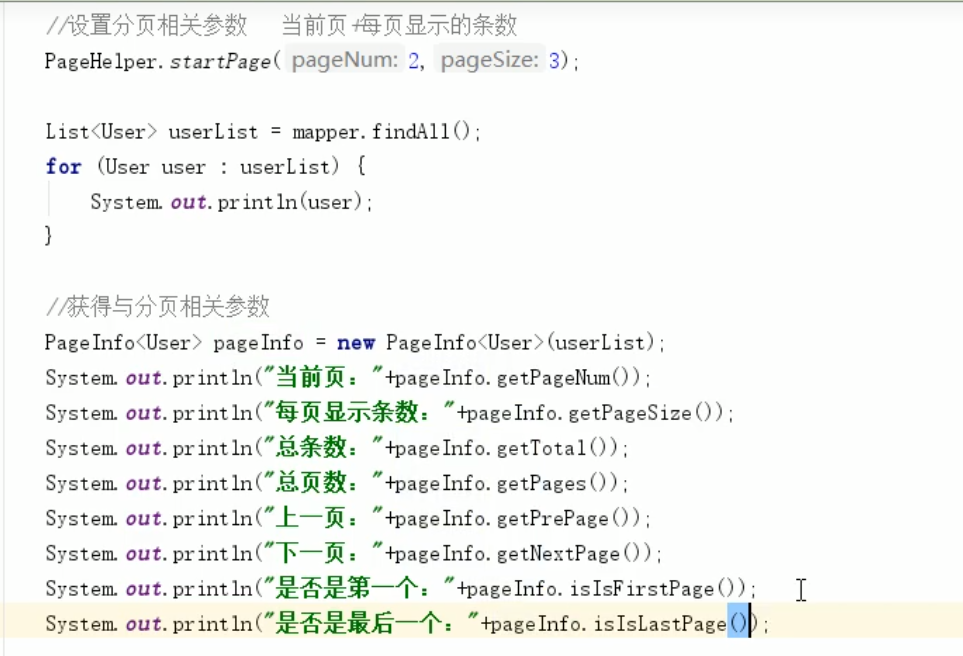 //设置分页相关参数   当前页+每页显示的条数
PageHelper.startPage( pageNum: 2, pageSize: 3);
List<User> userList = mapper.findAll();
for (User user : userList) {
System.out.println(user);
}
//获得与分页相关参数
PageInfo<User> pageInfo = new PageInfo<User>(userList);
System.out.println("当前页："+pageInfo.getPageNum());
System.out.println("每页显示条数："+pageInfo.getPageSize());
System.out.println("总条数："+pageInfo.getTotal());
System.out.println("总页数："+pageInfo.getPages());
System.out.println("上一页："+pageInfo.getPrePage());
System.out.println("下一页："+pageInfo.getNextPage());
System.out.println("是否是第一个："+pageInfo.isIsFirstPage());
System.out.println("是否是最后一个："+pageInfo.isIsLastPage());